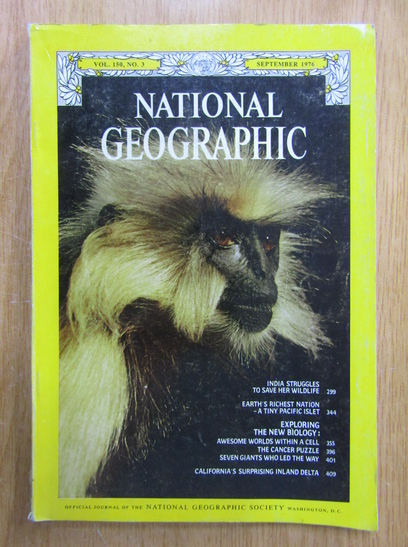 VOL. 150, NO. 3 SEPTEMBER 1976
NATIONAL
GEOGRAPHIC
INDIA STRUGGLES
TO SAVE HER WILDLIFE 299
EARTH'S RICHEST NATION
–A TINY PACIFIC ISLET 344
EXPLORING
THE NEW BIOLOGY:
AWESOME WORLDS WITHIN A CELL 355
THE CANCER PUZZLE 396
SEVEN GIANTS WHO LED THE WAY 401
CALIFORNIA'S SURPRISING INLAND DELTA 409
OFFICIAL JOURNAL OF THE NATIONAL GEOGRAPHIC SOCIETY WASHINGTON, D.C.